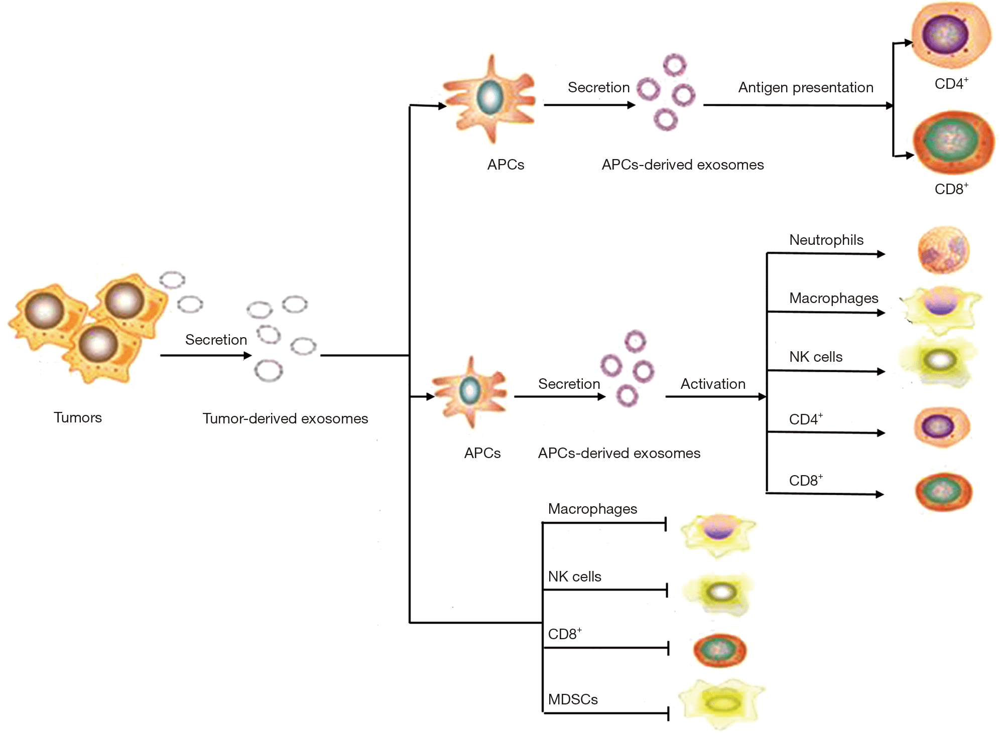 CD4⁺
Secretion
Antigen presentation
APCs
APCs-derived exosomes
CD8⁺
Neutrophils
Macrophages
Secretion
NK cells
Secretion
Activation
Tumors
Tumor-derived exosomes
CD4⁺
APCs
APCs-derived exosomes
CD8⁺
Macrophages
NK cells
CD8⁺
MDSCs